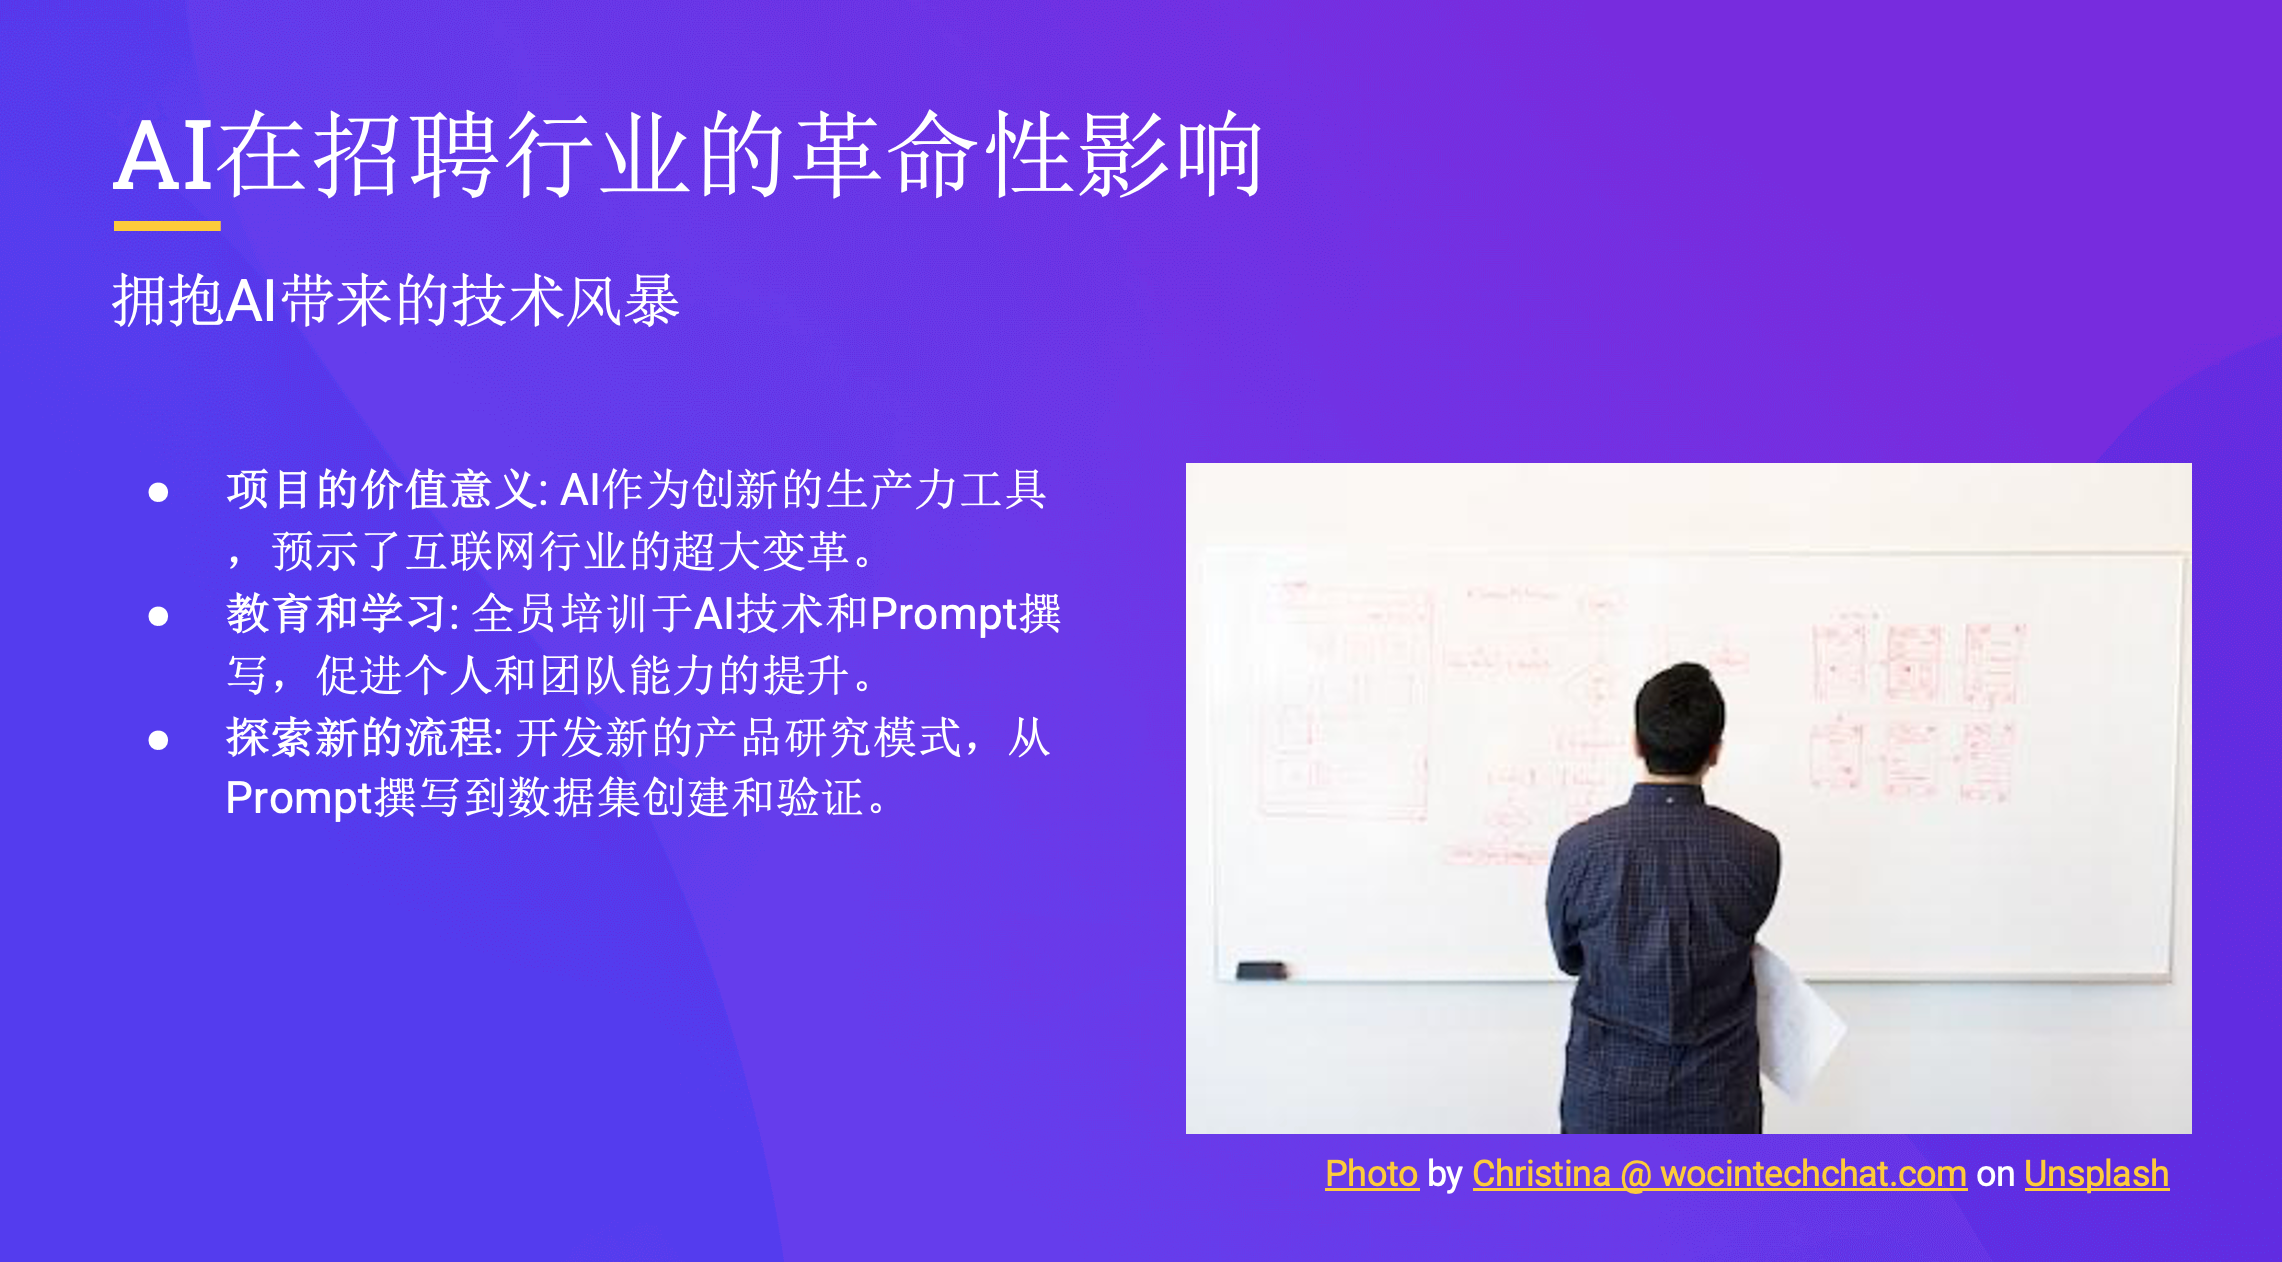 AI在招聘行业的革命性影响
拥抱AI带来的技术风暴
● 项目的价值意义: AI作为创新的生产力工具
，预示了互联网行业的超大变革。
● 教育和学习: 全员培训于AI技术和Prompt撰
写，促进个人和团队能力的提升。
● 探索新的流程: 开发新的产品研究模式，从
Prompt撰写到数据集创建和验证。
Photo by Christina @ wocintechchat.com on Unsplash